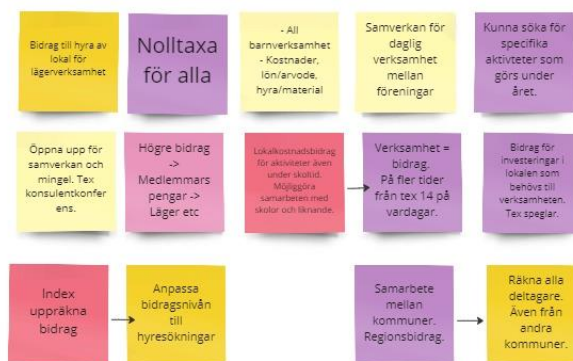 Bidrag till hyra av
lokal för
lägerverksamhet
Nolltaxa
för alla
- All
barnverksamhet
- Kostnader,
lön/arvode,
hyra/material
Samverkan för
daglig
verksamhet
mellan
föreningar
Kunna söka för
specifika
aktivteter som
görs under
året.
Öppna upp för
samverkan och
mingel. Tex
konsulentkonfer
ens.
Högre bidrag
->
Medlemmars
pengar ->
Läger etc
Lokalkostnadsbidrag
för aktiviteter även
under skoltid.
Möjliggöra
samarbeten med
skolor och liknande.
Verksamhet =
bidrag.
På fler tider
från tex 14 på
vardagar.
Bidrag för
investeringar i
lokalen som
behövs till
verksamheten.
Tex speglar.
Index
uppräkna
bidrag
Anpassa
bidragsnivån
till
hyresökningar
Samarbete
mellan
kommuner.
Regionsbidrag.
Räkna alla
deltagare.
Även från
andra
kommuner.